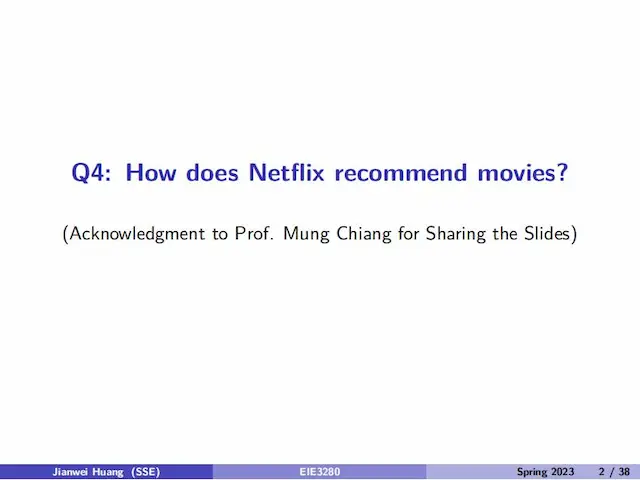 Q4: How does Netflix recommend movies?
(Acknowledgment to Prof. Mung Chiang for Sharing the Slides)
Jianwei Huang (SSE) EIE3280 Spring 2023 2 / 38